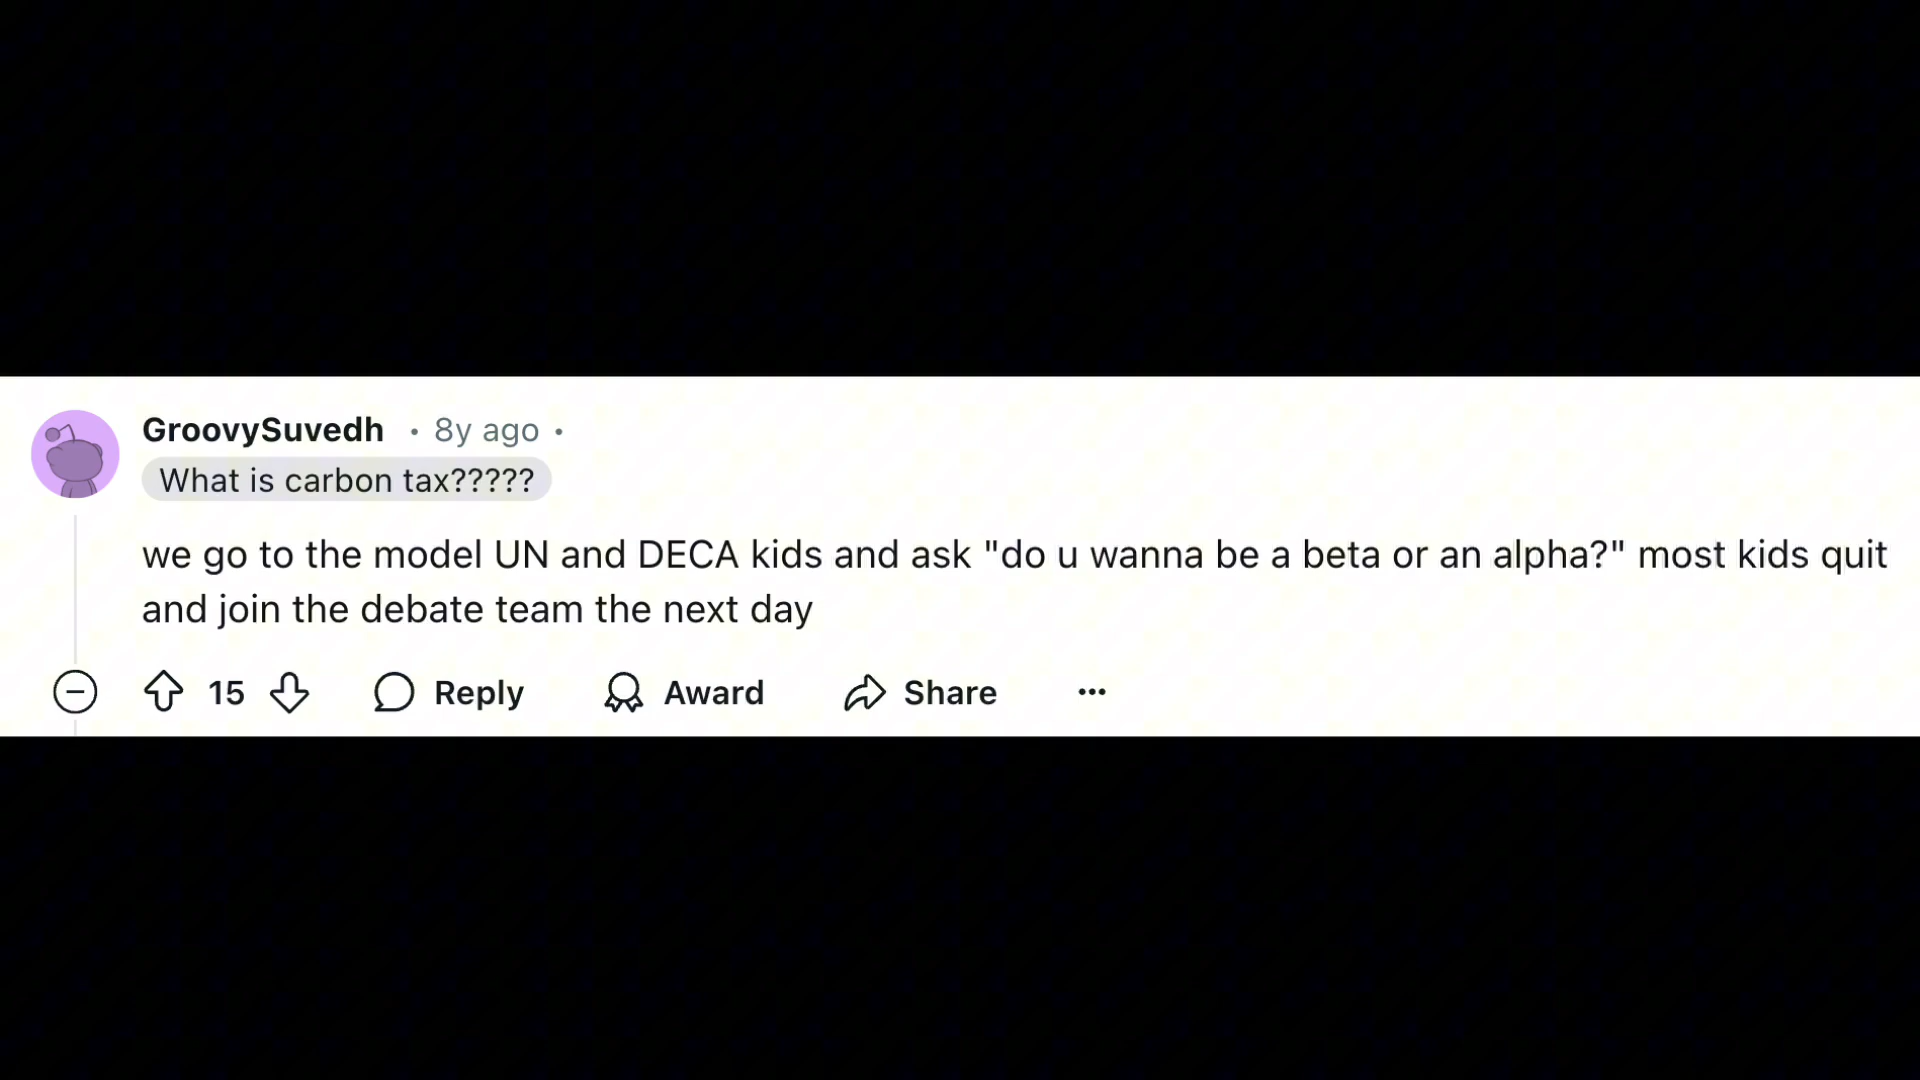 GroovySuvedh • 8y ago •
What is carbon tax?????
we go to the model UN and DECA kids and ask "do u wanna be a beta or an alpha?" most kids quit
and join the debate team the next day
15 Reply Award Share ...